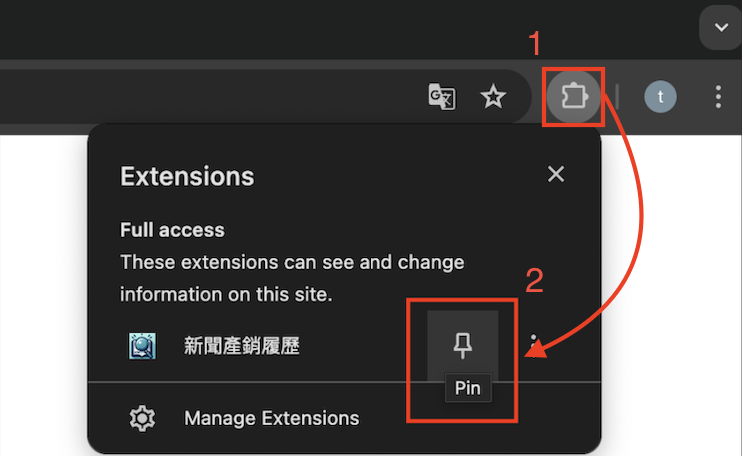 1
t
Extensions
Full access
These extensions can see and change
information on this site.
2
新聞產銷履歷
Pin
Manage Extensions